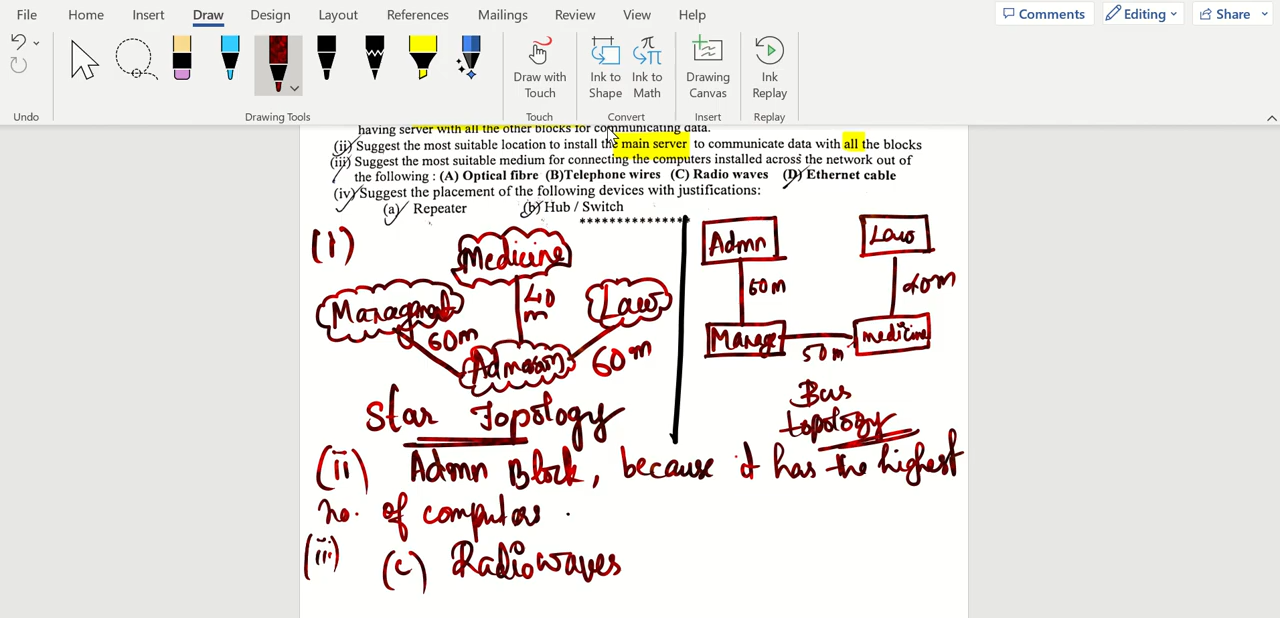 File Home Insert Draw Design Layout References Mailings Review View Help Comments Editing Share
Draw with Touch
Ink to Shape
Ink to Math
Drawing Canvas
Ink Replay
Undo Drawing Tools Touch Convert Insert Replay
having server with all the other blocks for communicating data.
(ii) Suggest the most suitable location to install the main server to communicate data with all the blocks
(iii) Suggest the most suitable medium for connecting the computers installed across the network out of
the following : (A) Optical fibre (B)Telephone wires (C) Radio waves (D) Ethernet cable
(iv) Suggest the placement of the following devices with justifications:
(a) Repeater (b) Hub / Switch
***************
(i)
Medicine
40
m
Law
60m
60m
Star Topology
Admn
Law
60m
40m
Manage
medicine
50m
Bus
topology
(ii) Admn Block, because it has the highest
no. of computers .
(iii) (c) Radiowaves